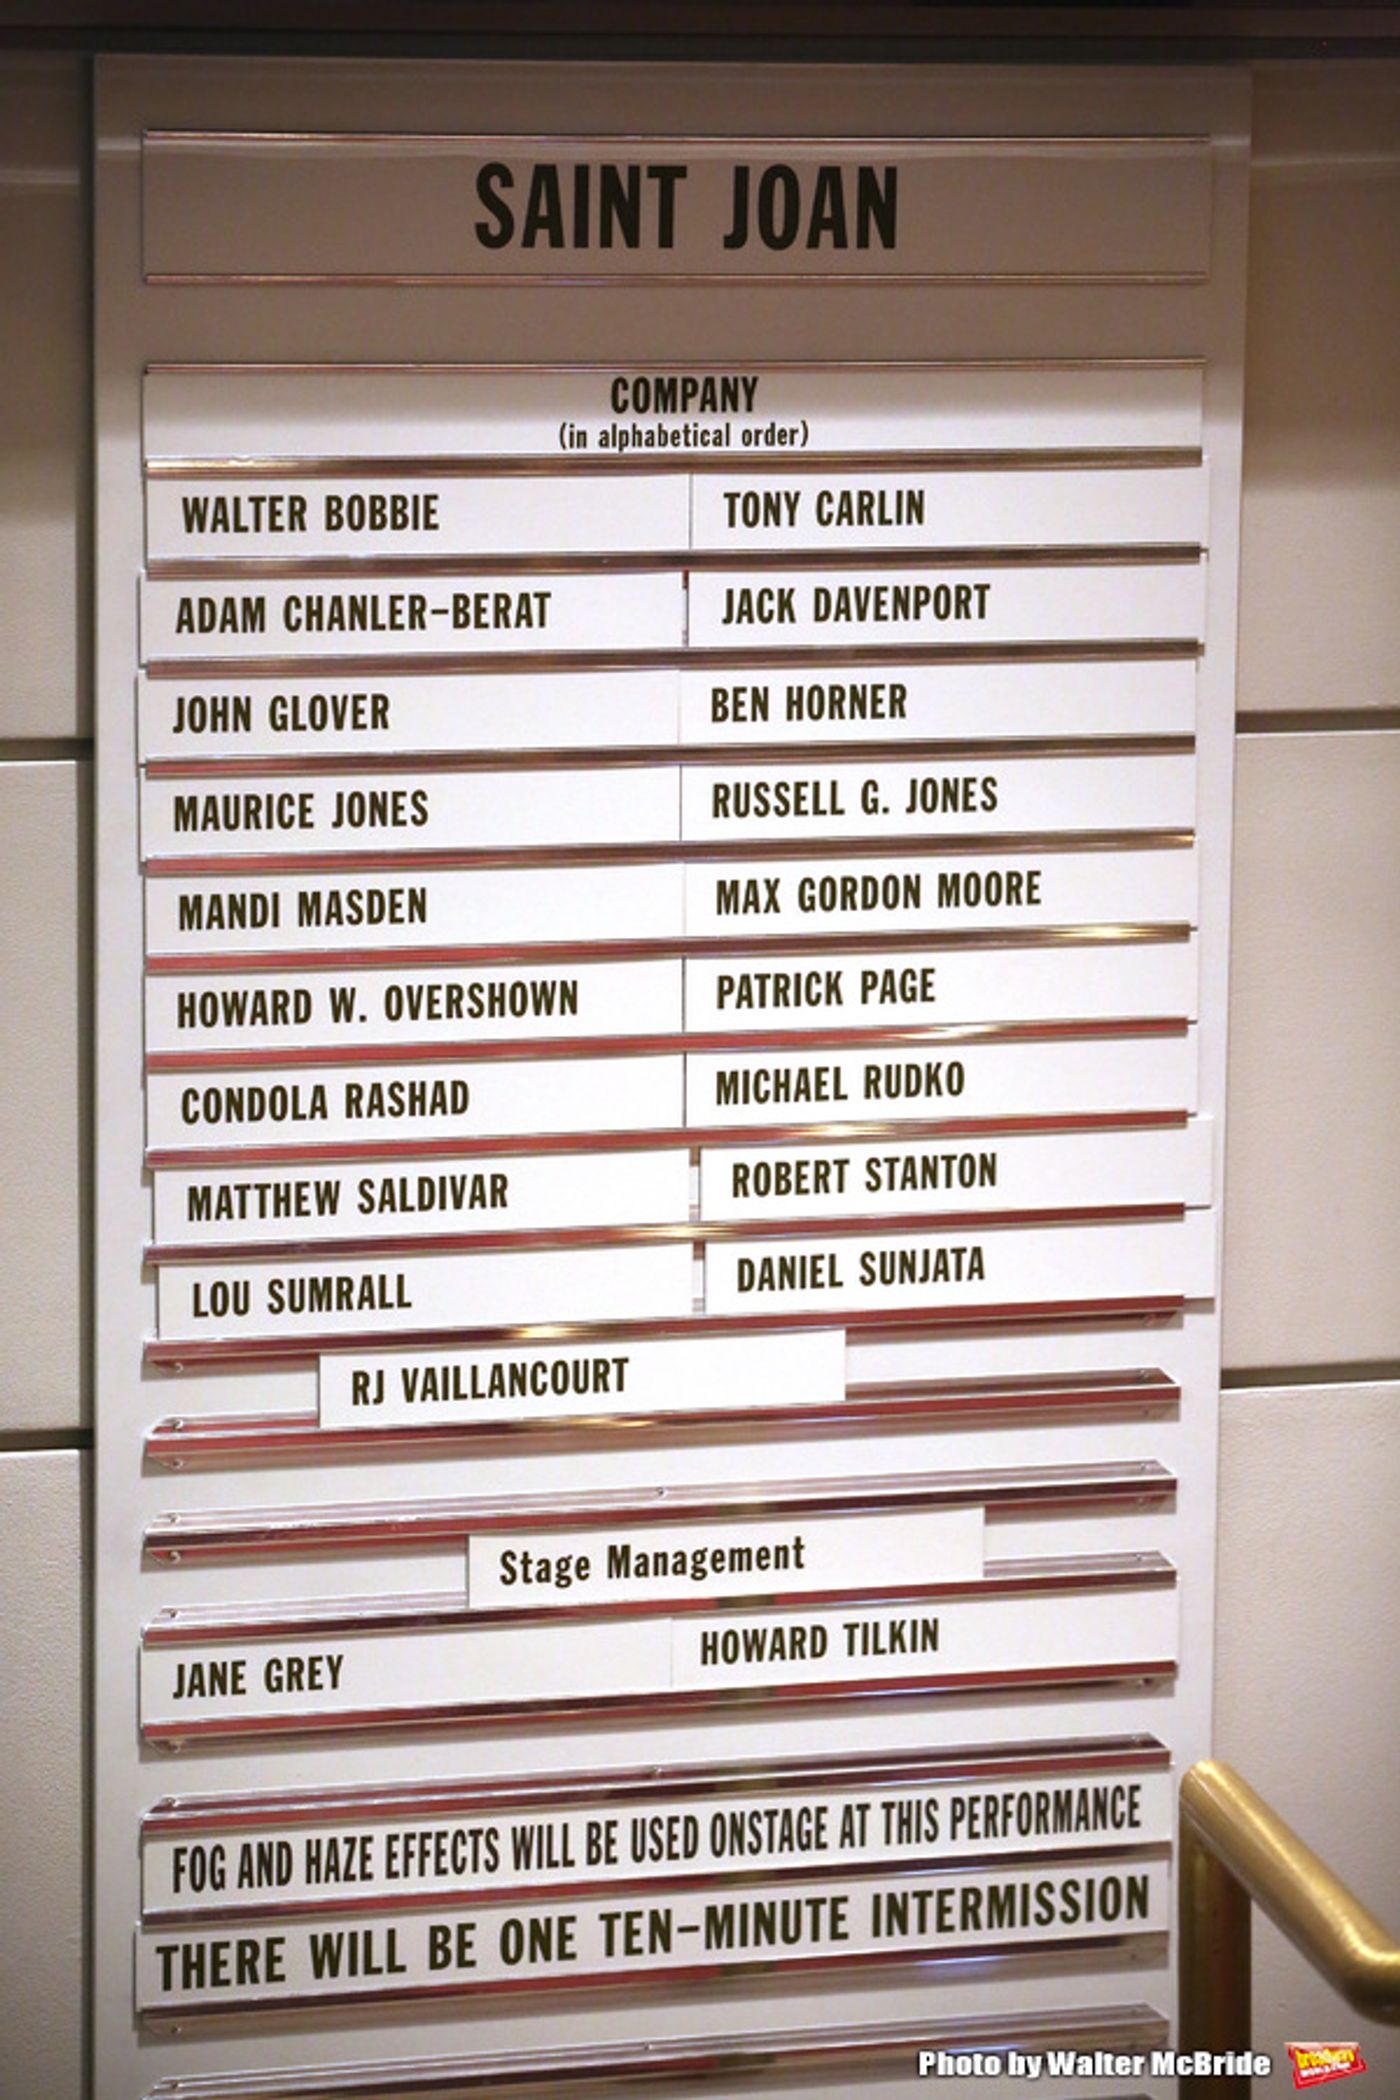 SAINT JOAN
COMPANY
(in alphabetical order)
WALTER BOBBIE TONY CARLIN
ADAM CHANLER-BERAT JACK DAVENPORT
JOHN GLOVER BEN HORNER
MAURICE JONES RUSSELL G. JONES
MANDI MASDEN MAX GORDON MOORE
HOWARD W. OVERSHOWN PATRICK PAGE
CONDOLA RASHAD MICHAEL RUDKO
MATTHEW SALDIVAR ROBERT STANTON
LOU SUMRALL DANIEL SUNJATA
RJ VAILLANCOURT
Stage Management
JANE GREY HOWARD TILKIN
FOG AND HAZE EFFECTS WILL BE USED ONSTAGE AT THIS PERFORMANCE
THERE WILL BE ONE TEN-MINUTE INTERMISSION
Photo by Walter McBride